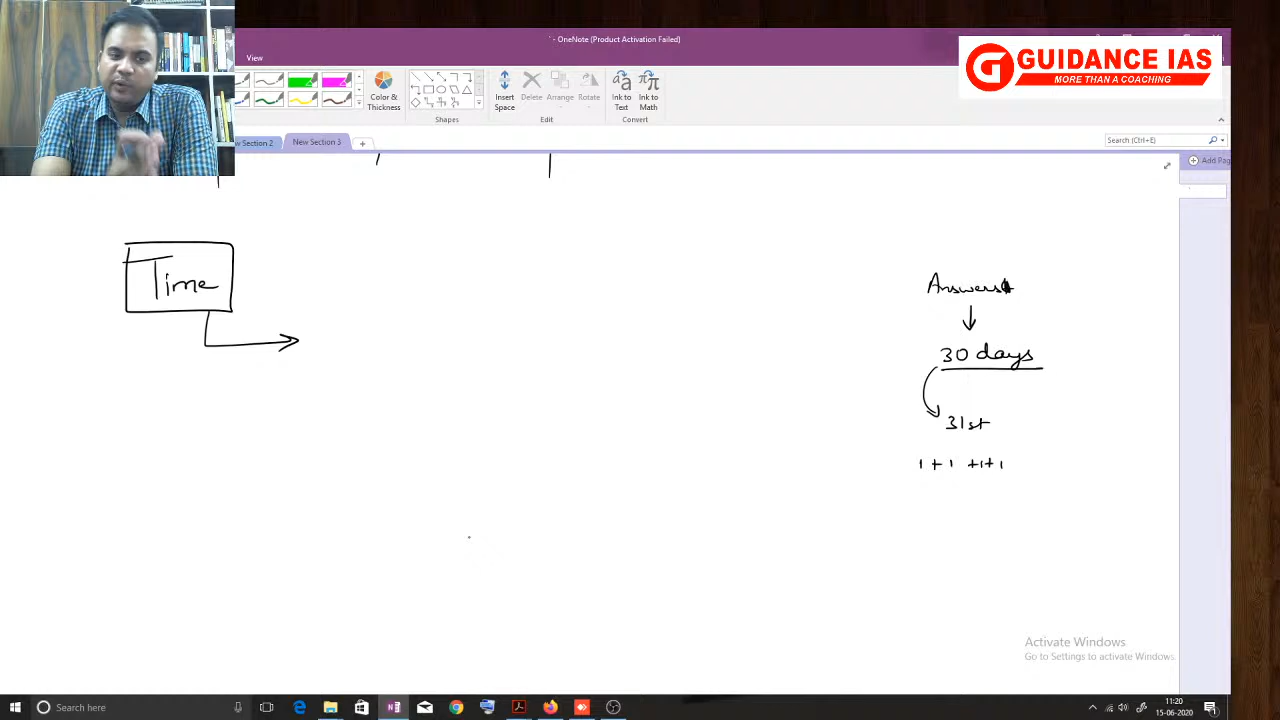 - OneNote (Product Activation Failed)
GUIDANCE IAS
MORE THAN A COACHING
View
Color &
Thickness
Insert
Space
Delete
Arrange
Rotate
Ink to
Text
Ink to
Math
Shapes
Edit
Convert
Section 2
New Section 3
Search (Ctrl+E)
Add Pag
Time
Answers
30 days
31st
1 + 1 +1+1
Activate Windows
Go to Settings to activate Windows.
Search here
11:20
15-06-2020